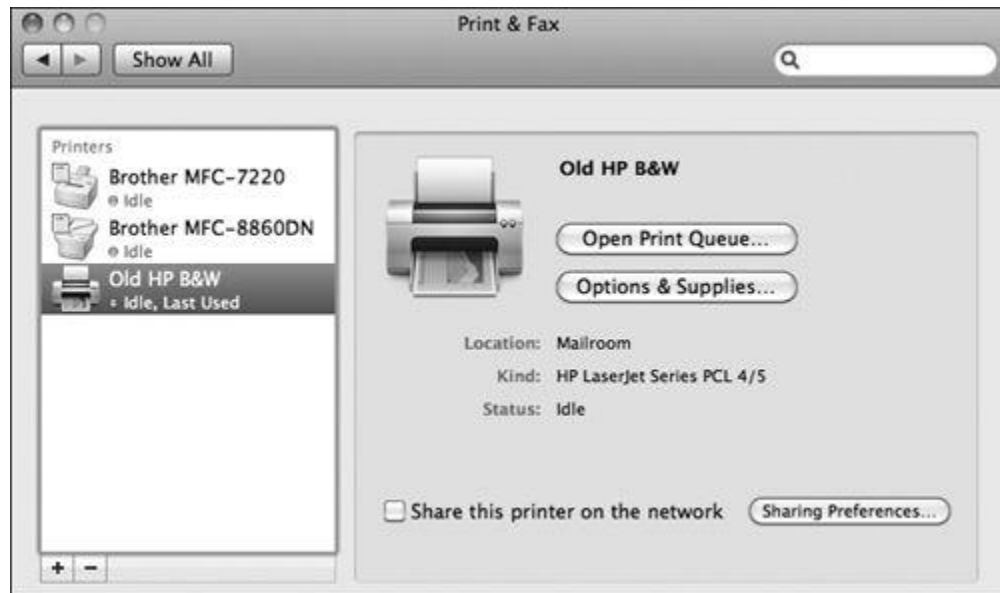 Print & Fax
Show All
Printers
Brother MFC-7220
Idle
Brother MFC-8860DN
Idle
Old HP B&W
Idle, Last Used
Old HP B&W
Open Print Queue...
Options & Supplies...
Location: Mailroom
Kind: HP LaserJet Series PCL 4/5
Status: Idle
Share this printer on the network
Sharing Preferences...
+ −